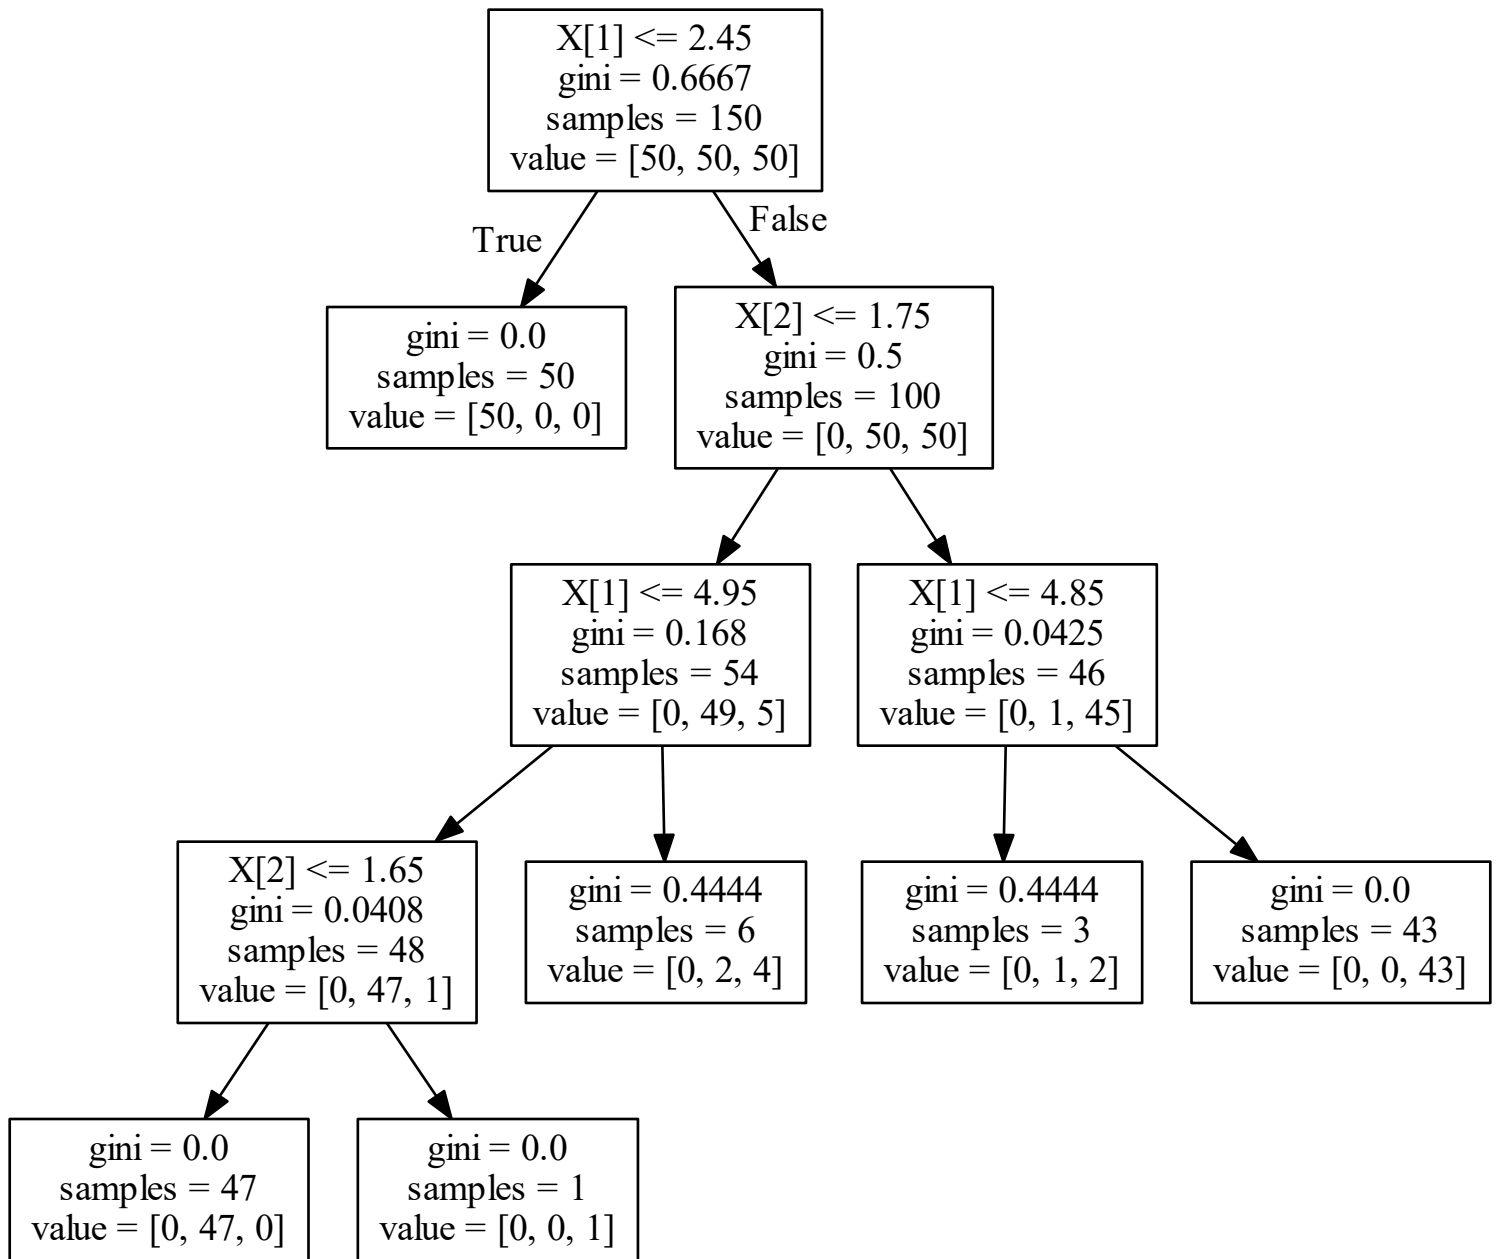 X[1] <= 2.45
gini = 0.6667
samples = 150
value = [50, 50, 50]
True
False
gini = 0.0
samples = 50
value = [50, 0, 0]
X[2] <= 1.75
gini = 0.5
samples = 100
value = [0, 50, 50]
X[1] <= 4.95
gini = 0.168
samples = 54
value = [0, 49, 5]
X[1] <= 4.85
gini = 0.0425
samples = 46
value = [0, 1, 45]
X[2] <= 1.65
gini = 0.0408
samples = 48
value = [0, 47, 1]
gini = 0.4444
samples = 6
value = [0, 2, 4]
gini = 0.4444
samples = 3
value = [0, 1, 2]
gini = 0.0
samples = 43
value = [0, 0, 43]
gini = 0.0
samples = 47
value = [0, 47, 0]
gini = 0.0
samples = 1
value = [0, 0, 1]